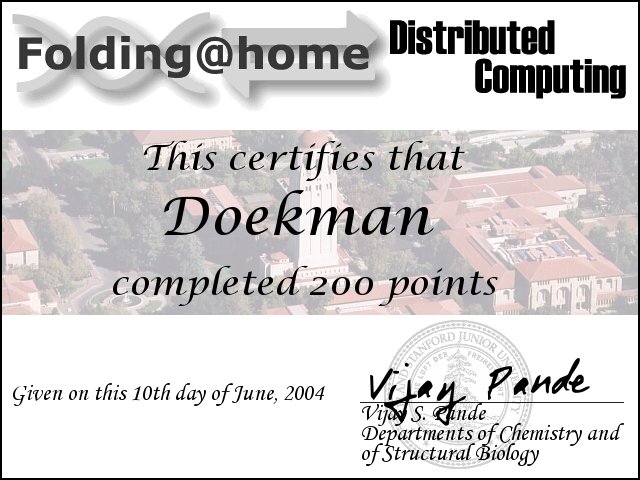 Folding@home
Distributed
Computing
This certifies that
Doekman
completed 200 points
Given on this 10th day of June, 2004
Vijay Pande
Vijay S. Pande
Departments of Chemistry and
of Structural Biology